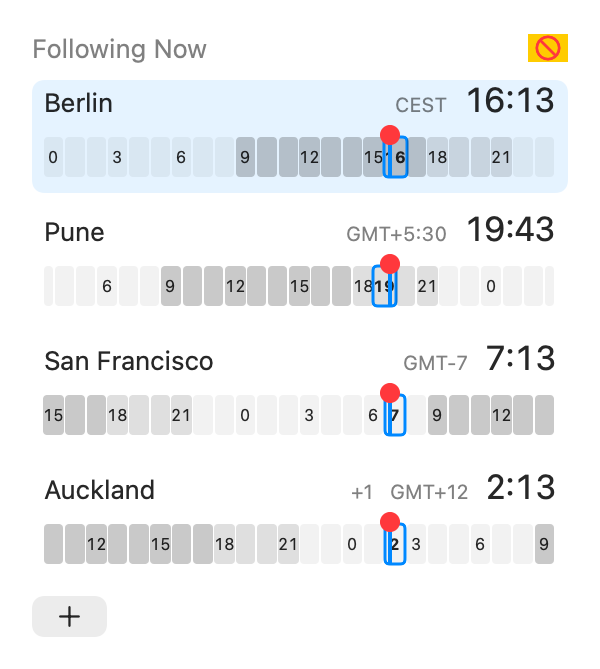 Following Now
Berlin CEST 16:13
0 3 6 9 12 15 16 18 21
Pune GMT+5:30 19:43
6 9 12 15 18 19 21 0
San Francisco GMT-7 7:13
15 18 21 0 3 6 7 9 12
Auckland +1 GMT+12 2:13
12 15 18 21 0 2 3 6 9
+